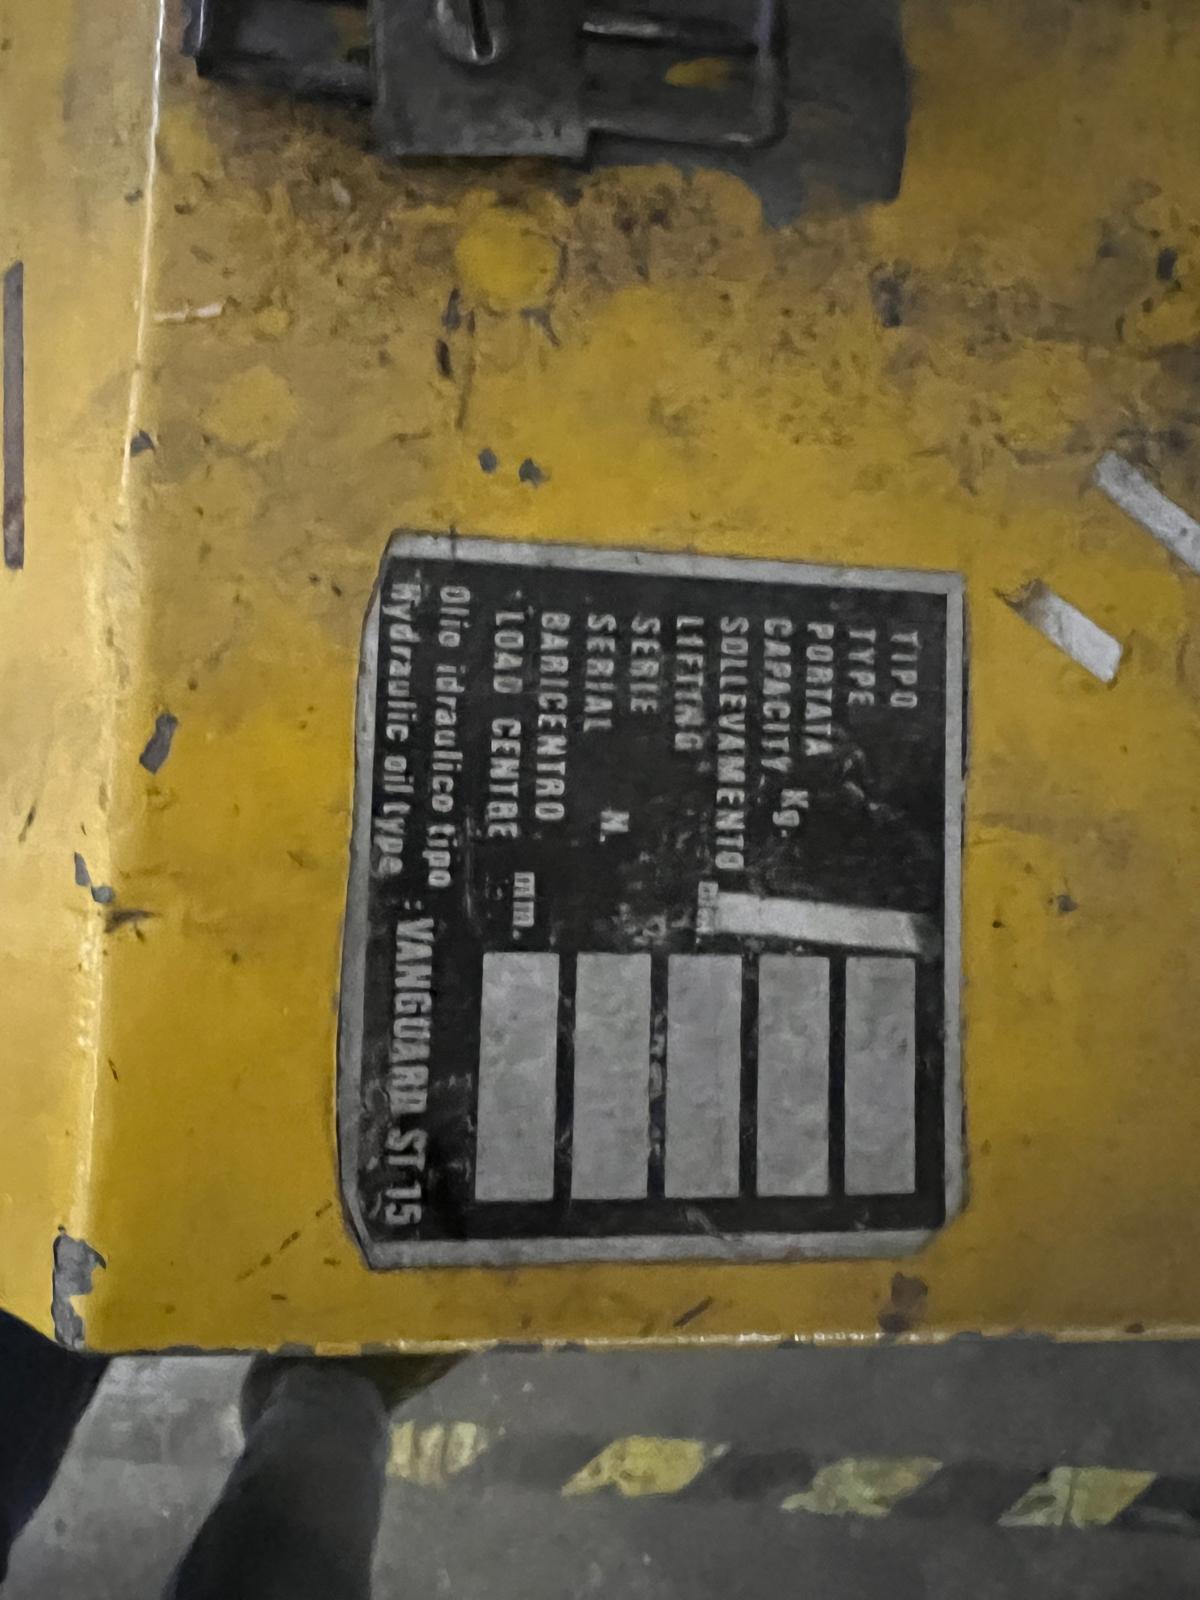 TIPO
TYPE
PORTATA
CAPACITY Kg.
SOLLEVAMENTO
LIFTING mm.
SERIE
SERIAL M.
BARICENTRO
LOAD CENTRE mm.
Olio idraulico tipo
Hydraulic oil type : VANGUARD ST 15